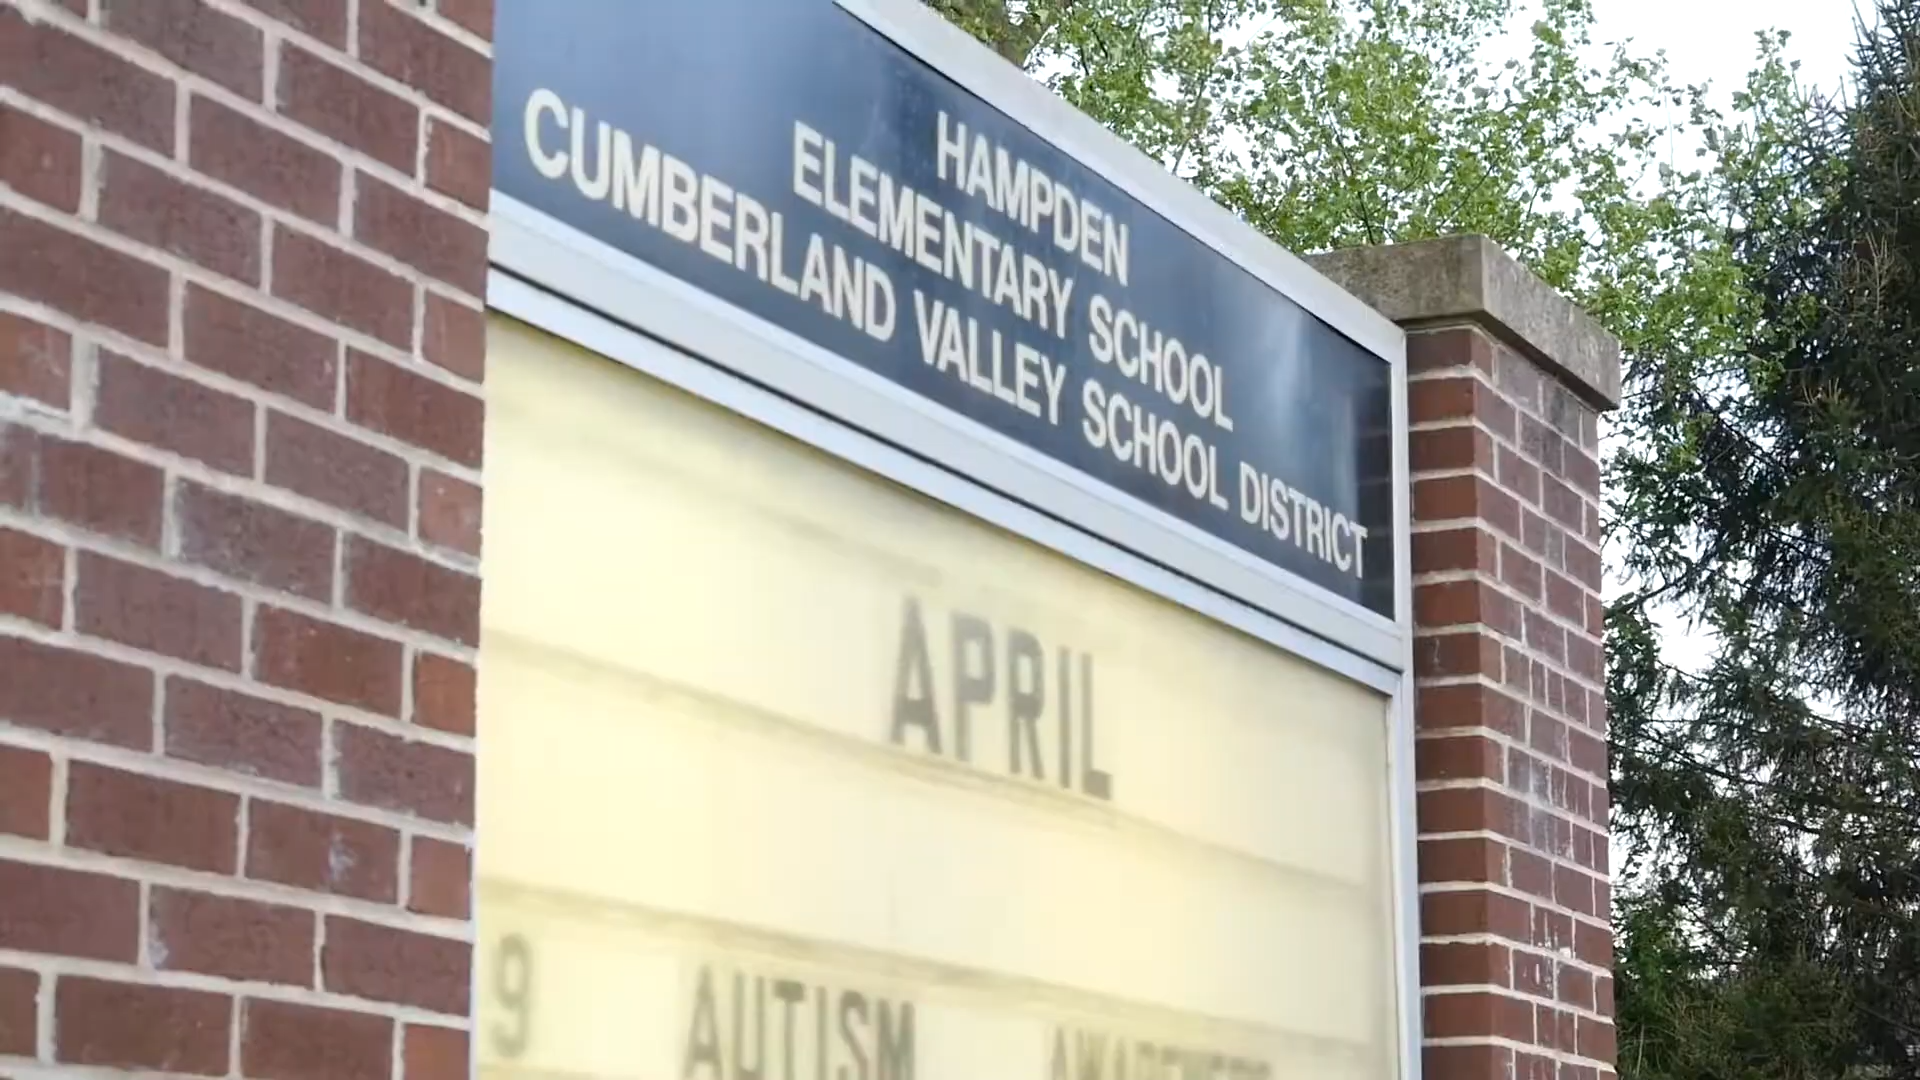 HAMPDEN
ELEMENTARY SCHOOL
CUMBERLAND VALLEY SCHOOL DISTRICT
APRIL
9 AUTISM AWARENESS